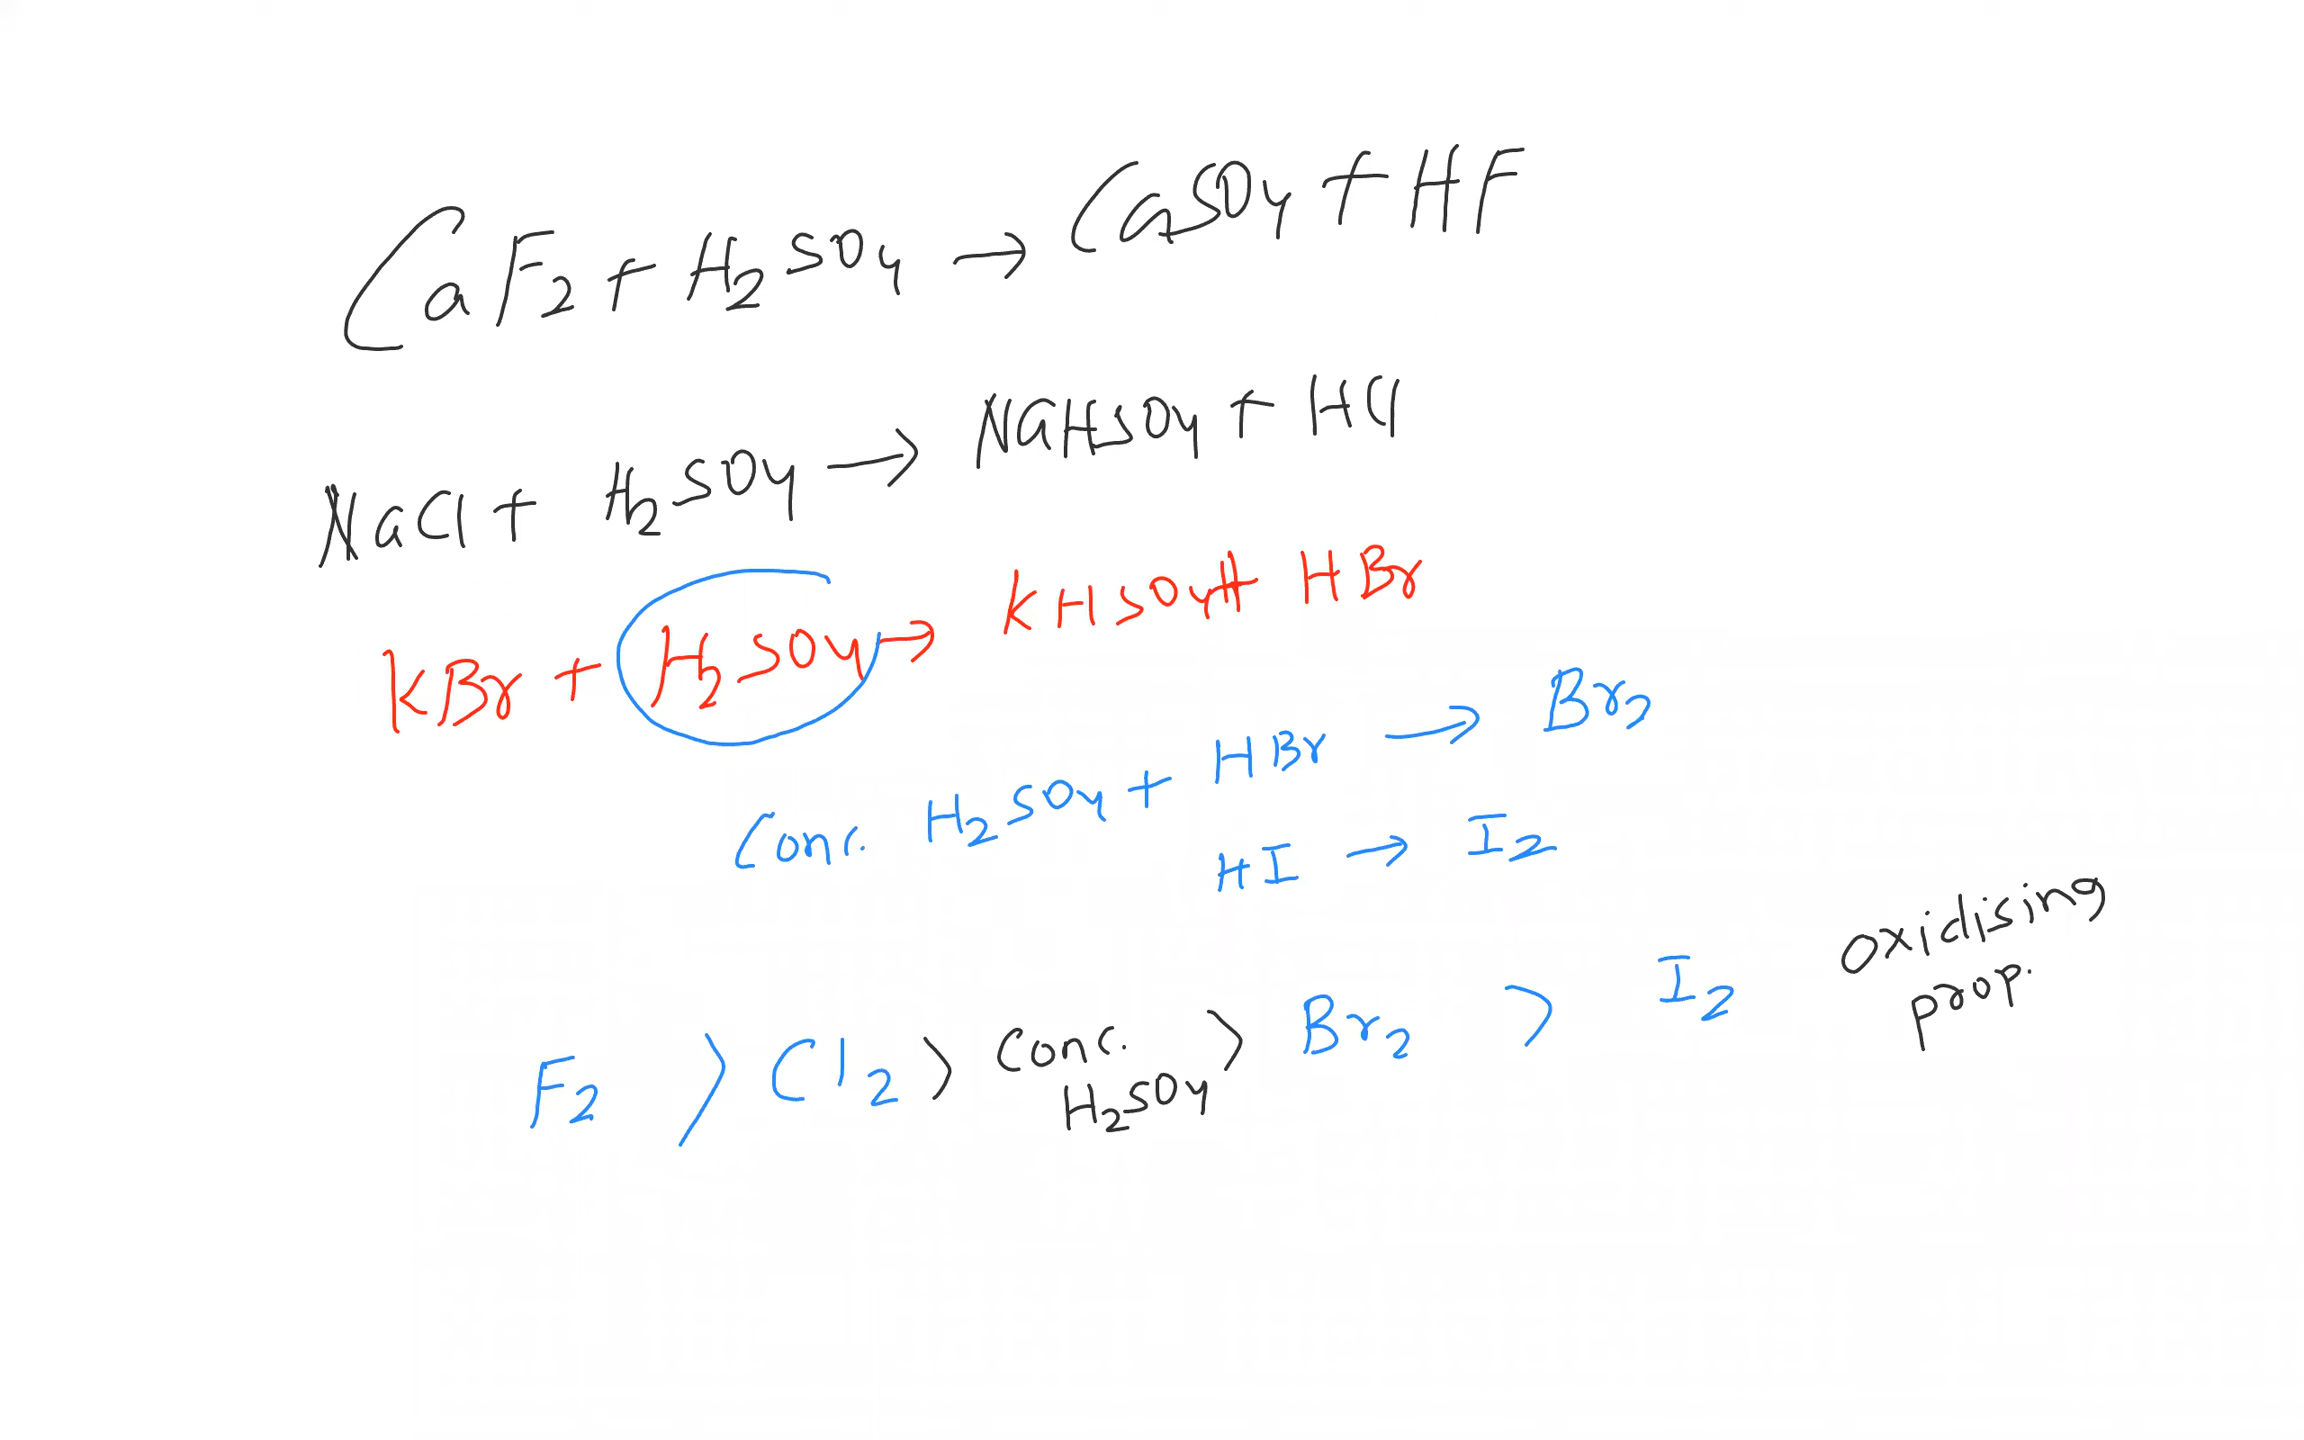 CaF2 + H2SO4 → CaSO4 + HF
NaCl + H2SO4 → NaHSO4 + HCl
KBr + H2SO4 → KHSO4 + HBr
Conc. H2SO4 + HBr → Br2
HI → I2
F2 > Cl2 > Conc. H2SO4 > Br2 > I2
Oxidising
prop.